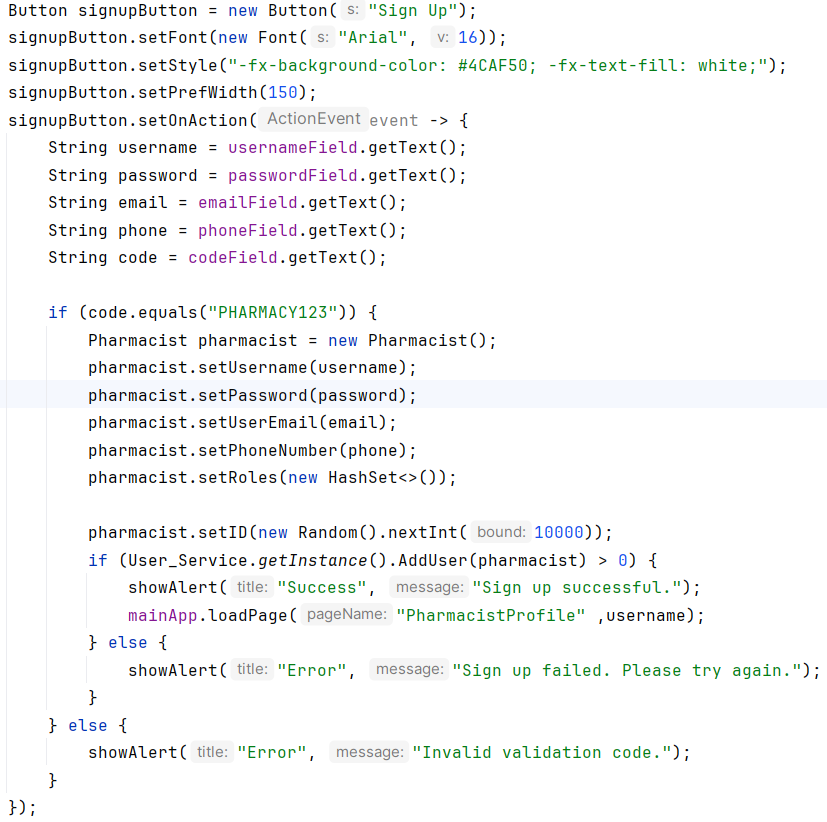 Button signupButton = new Button( s: "Sign Up");
signupButton.setFont(new Font( s: "Arial", v: 16));
signupButton.setStyle("-fx-background-color: #4CAF50; -fx-text-fill: white;");
signupButton.setPrefWidth(150);
signupButton.setOnAction( ActionEvent event -> {
    String username = usernameField.getText();
    String password = passwordField.getText();
    String email = emailField.getText();
    String phone = phoneField.getText();
    String code = codeField.getText();

    if (code.equals("PHARMACY123")) {
        Pharmacist pharmacist = new Pharmacist();
        pharmacist.setUsername(username);
        pharmacist.setPassword(password);
        pharmacist.setUserEmail(email);
        pharmacist.setPhoneNumber(phone);
        pharmacist.setRoles(new HashSet<>());

        pharmacist.setID(new Random().nextInt( bound: 10000));
        if (User_Service.getInstance().AddUser(pharmacist) > 0) {
            showAlert( title: "Success", message: "Sign up successful.");
            mainApp.loadPage( pageName: "PharmacistProfile" ,username);
        } else {
            showAlert( title: "Error", message: "Sign up failed. Please try again.");
        }
    } else {
        showAlert( title: "Error", message: "Invalid validation code.");
    }
});